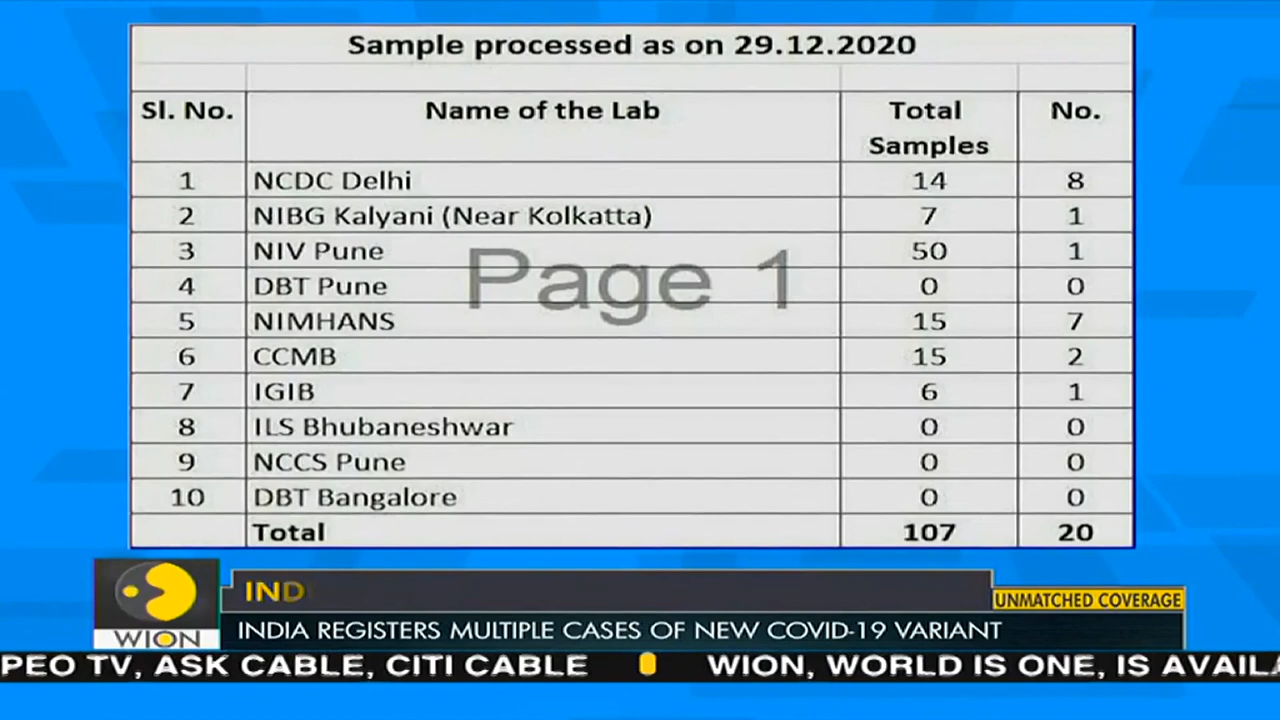 Sample processed as on 29.12.2020
Sl. No. Name of the Lab Total Samples No.
1 NCDC Delhi 14 8
2 NIBG Kalyani (Near Kolkatta) 7 1
3 NIV Pune 50 1
4 DBT Pune 0 0
5 NIMHANS 15 7
6 CCMB 15 2
7 IGIB 6 1
8 ILS Bhubaneshwar 0 0
9 NCCS Pune 0 0
10 DBT Bangalore 0 0
Total 107 20
Page 1
IND
UNMATCHED COVERAGE
WION
INDIA REGISTERS MULTIPLE CASES OF NEW COVID-19 VARIANT
PEO TV, ASK CABLE, CITI CABLE WION, WORLD IS ONE, IS AVAILA